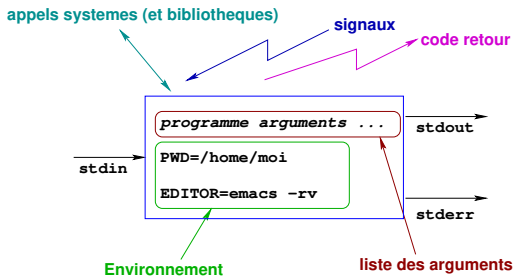 appels systemes (et bibliotheques)
signaux
code retour
programme arguments ...
stdout
PWD=/home/moi
stdin
EDITOR=emacs –rv
stderr
Environnement
liste des arguments